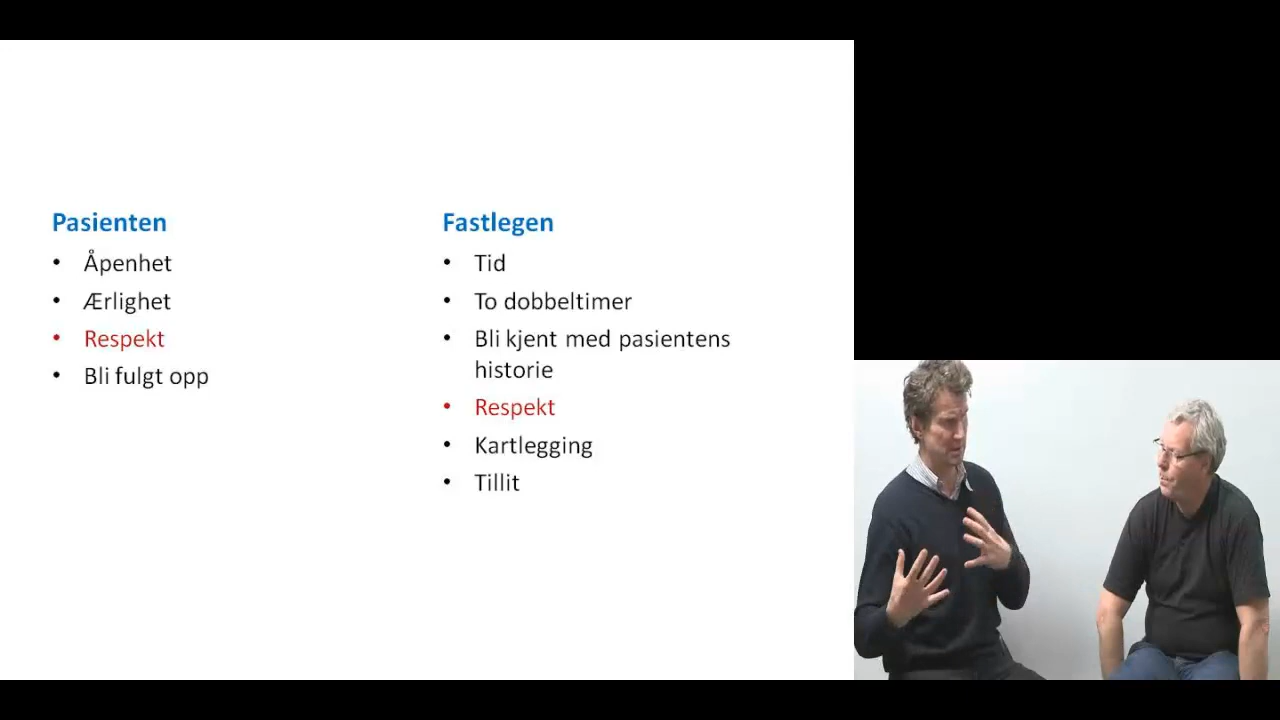 Pasienten
• Åpenhet
• Ærlighet
• Respekt
• Bli fulgt opp
Fastlegen
• Tid
• To dobbeltimer
• Bli kjent med pasientens
historie
• Respekt
• Kartlegging
• Tillit